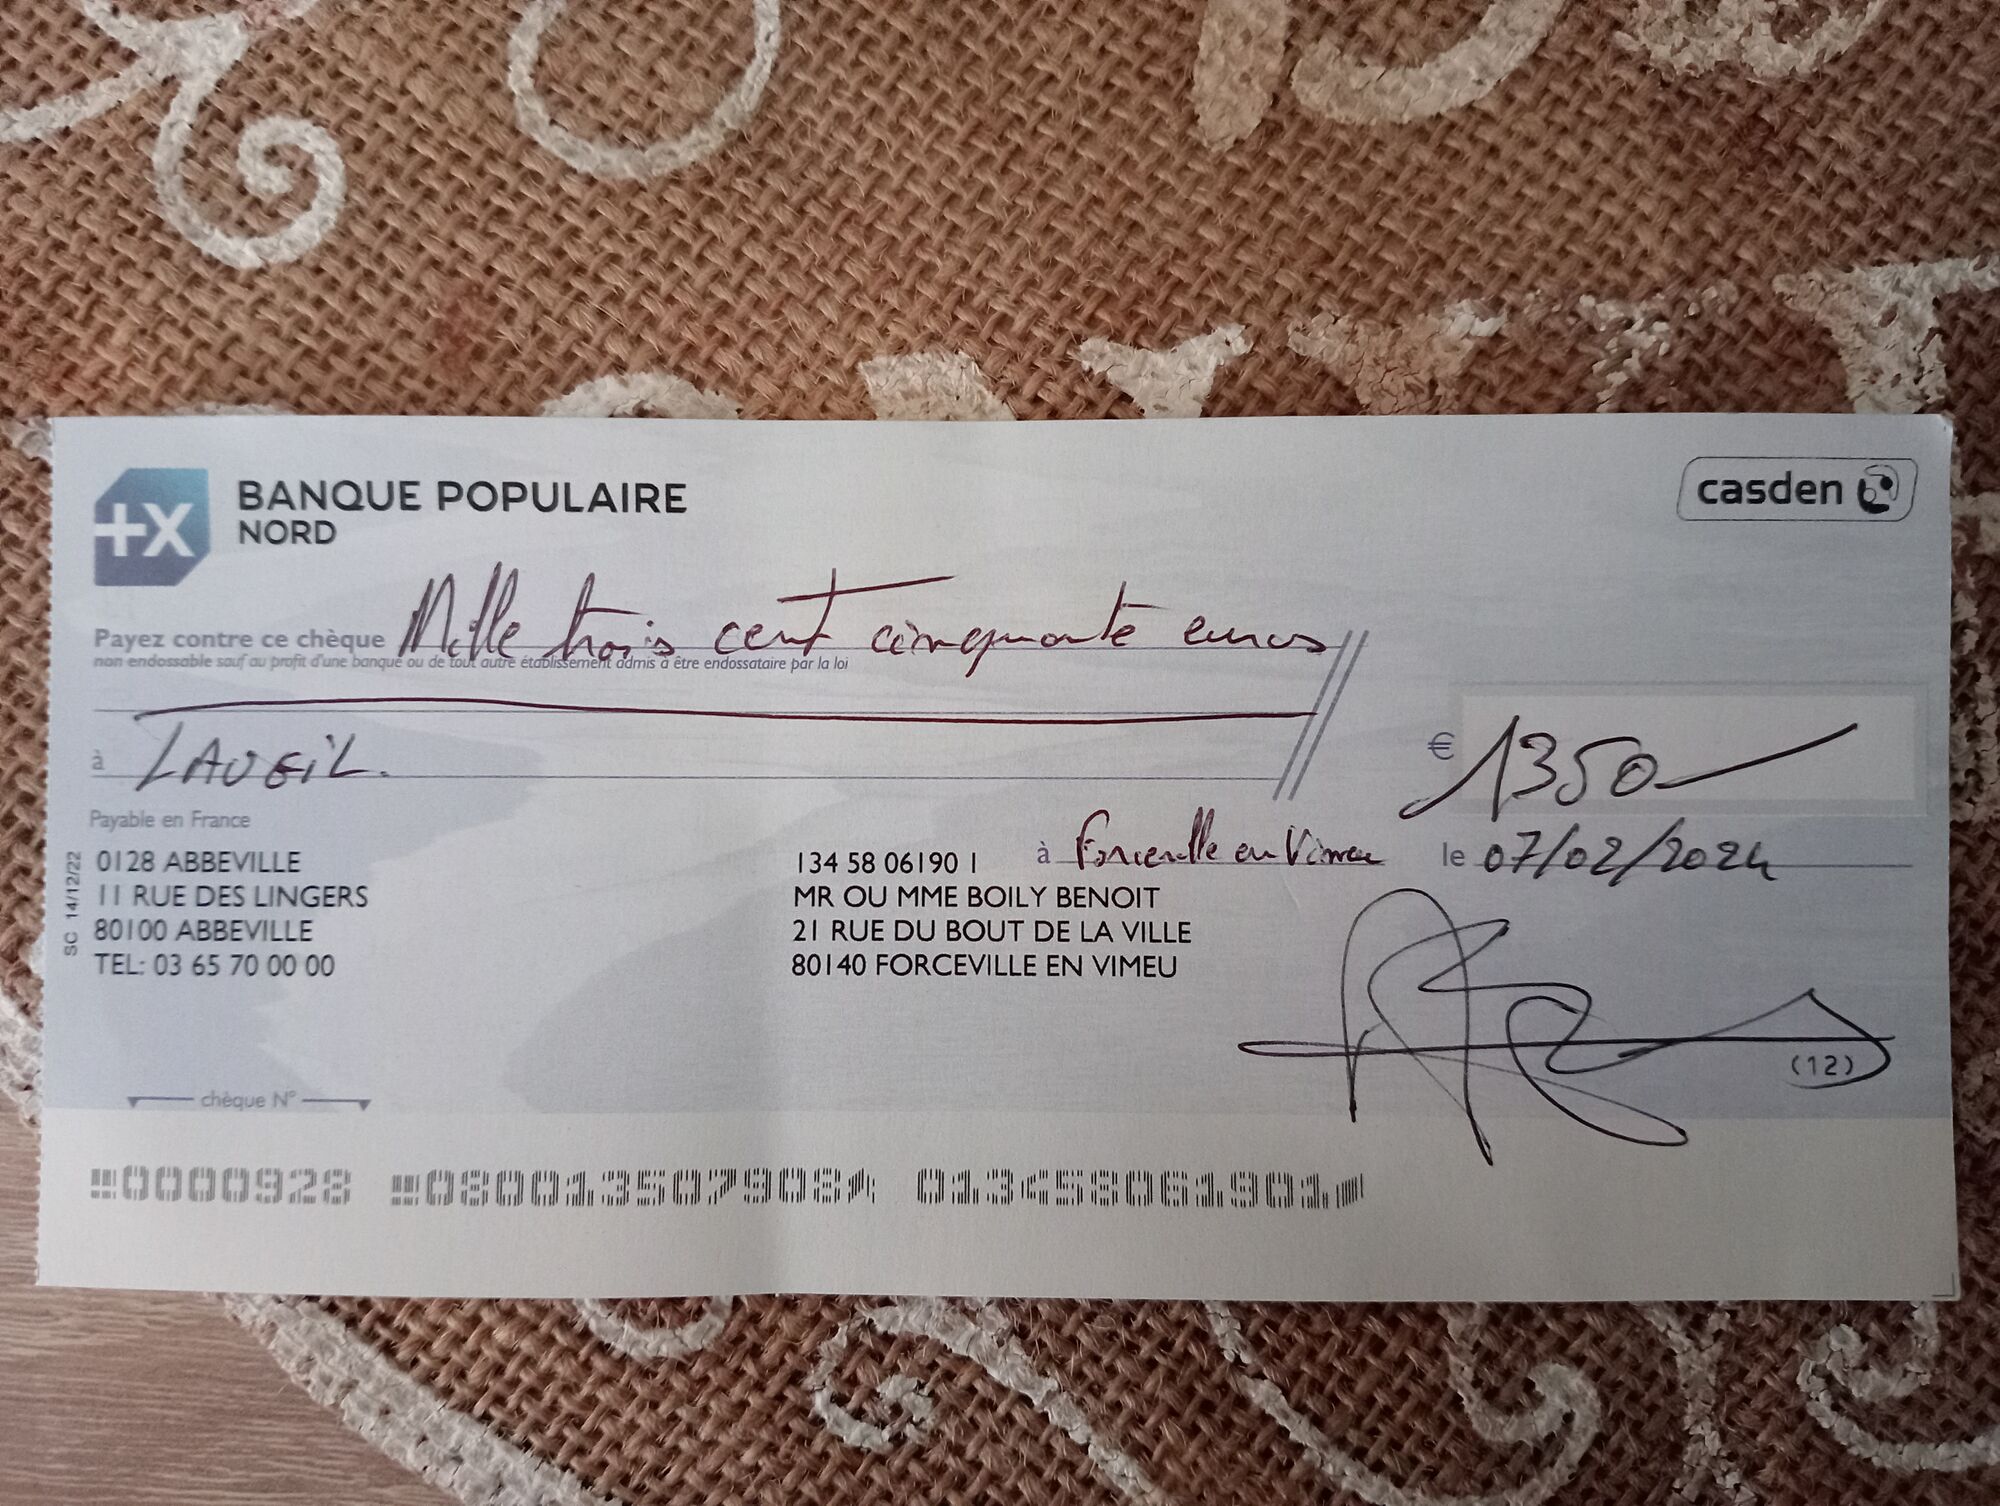 BANQUE POPULAIRE
NORD
casden
Payez contre ce chèque Mille trois cent cinquante euros
non endossable sauf au profit d'une banque ou de tout autre établissement admis à être endossataire par la loi
€ 1350
à LAVEIL.
Payable en France
à Forceville en Vimeu le 07/02/2024
SC 14/12/22
0128 ABBEVILLE
11 RUE DES LINGERS
80100 ABBEVILLE
TEL: 03 65 70 00 00
134 58 06190 1
MR OU MME BOILY BENOIT
21 RUE DU BOUT DE LA VILLE
80140 FORCEVILLE EN VIMEU
(12)
chèque N°
0000928 080013507908 013458061901